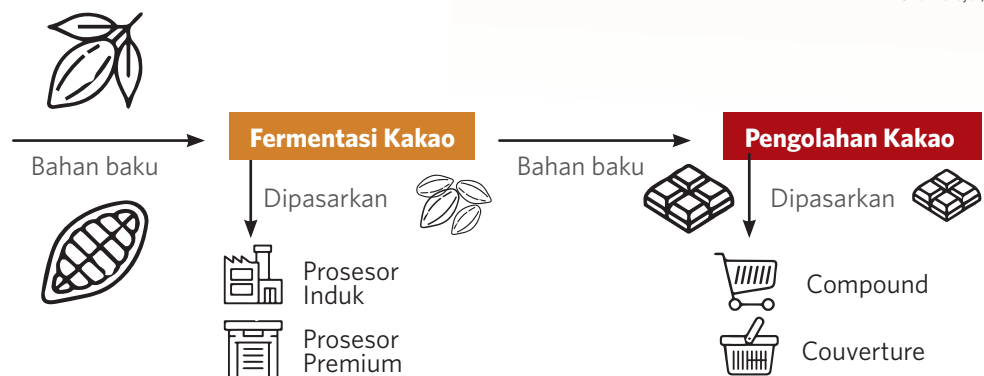 Fermentasi Kakao
Pengolahan Kakao
Bahan baku
Bahan baku
Dipasarkan
Dipasarkan
Prosesor
Induk
Compound
Prosesor
Premium
Couverture